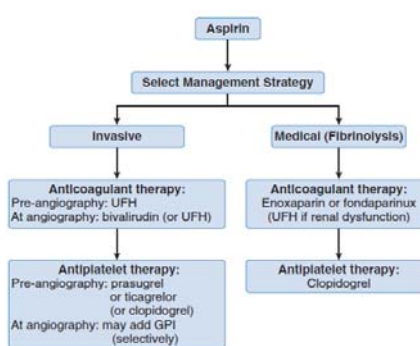 Aspirin
Select Management Strategy
Invasive
Medical (Fibrinolysis)
Anticoagulant therapy:
Pre-angiography: UFH
At angiography: bivalirudin (or UFH)
Anticoagulant therapy:
Enoxaparin or fondaparinux
(UFH if renal dysfunction)
Antiplatelet therapy:
Pre-angiography: prasugrel
or ticagrelor
(or clopidogrel)
At angiography: may add GPI
(selectively)
Antiplatelet therapy:
Clopidogrel